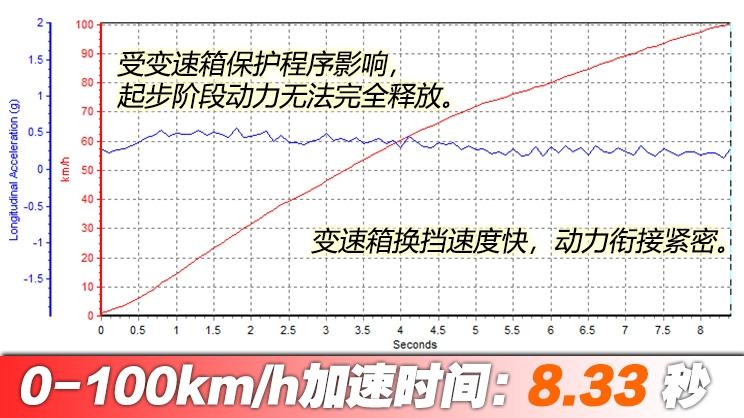 受变速箱保护程序影响，
起步阶段动力无法完全释放。
变速箱换挡速度快，动力衔接紧密。
Longitudinal Acceleration (g)
2
1.5
1
0.5
0
-0.5
-1
-1.5
km/h
100
90
80
70
60
50
40
30
20
10
0
0 0.5 1 1.5 2 2.5 3 3.5 4 4.5 5 5.5 6 6.5 7 7.5 8
Seconds
0-100km/h加速时间：8.33 秒